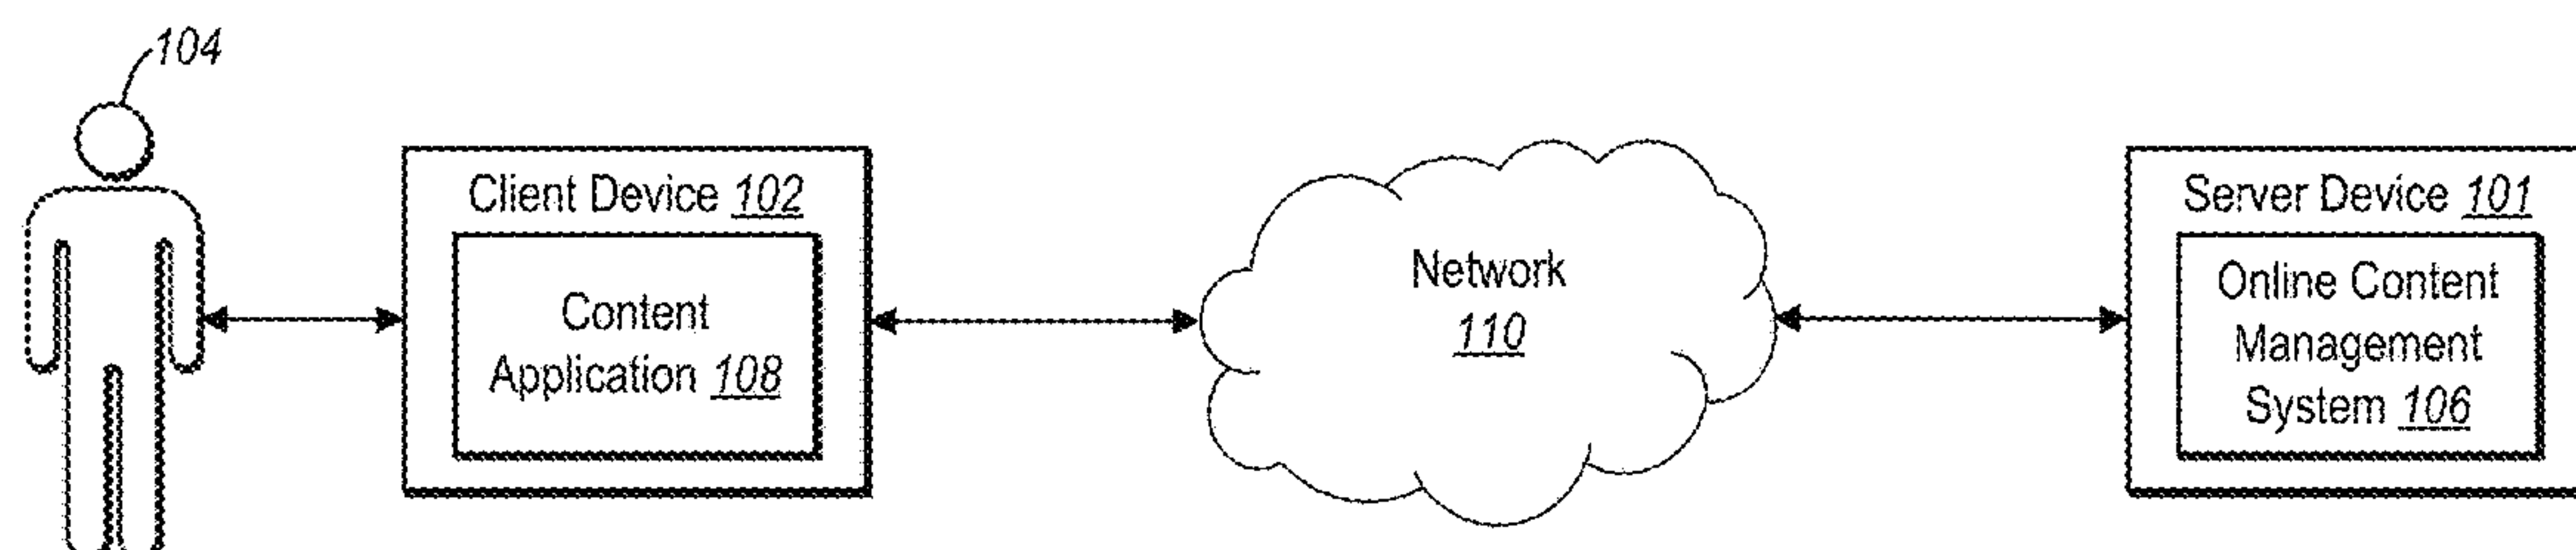 104
Client Device 102
Content
Application 108
Network
110
Server Device 101
Online Content
Management
System 106